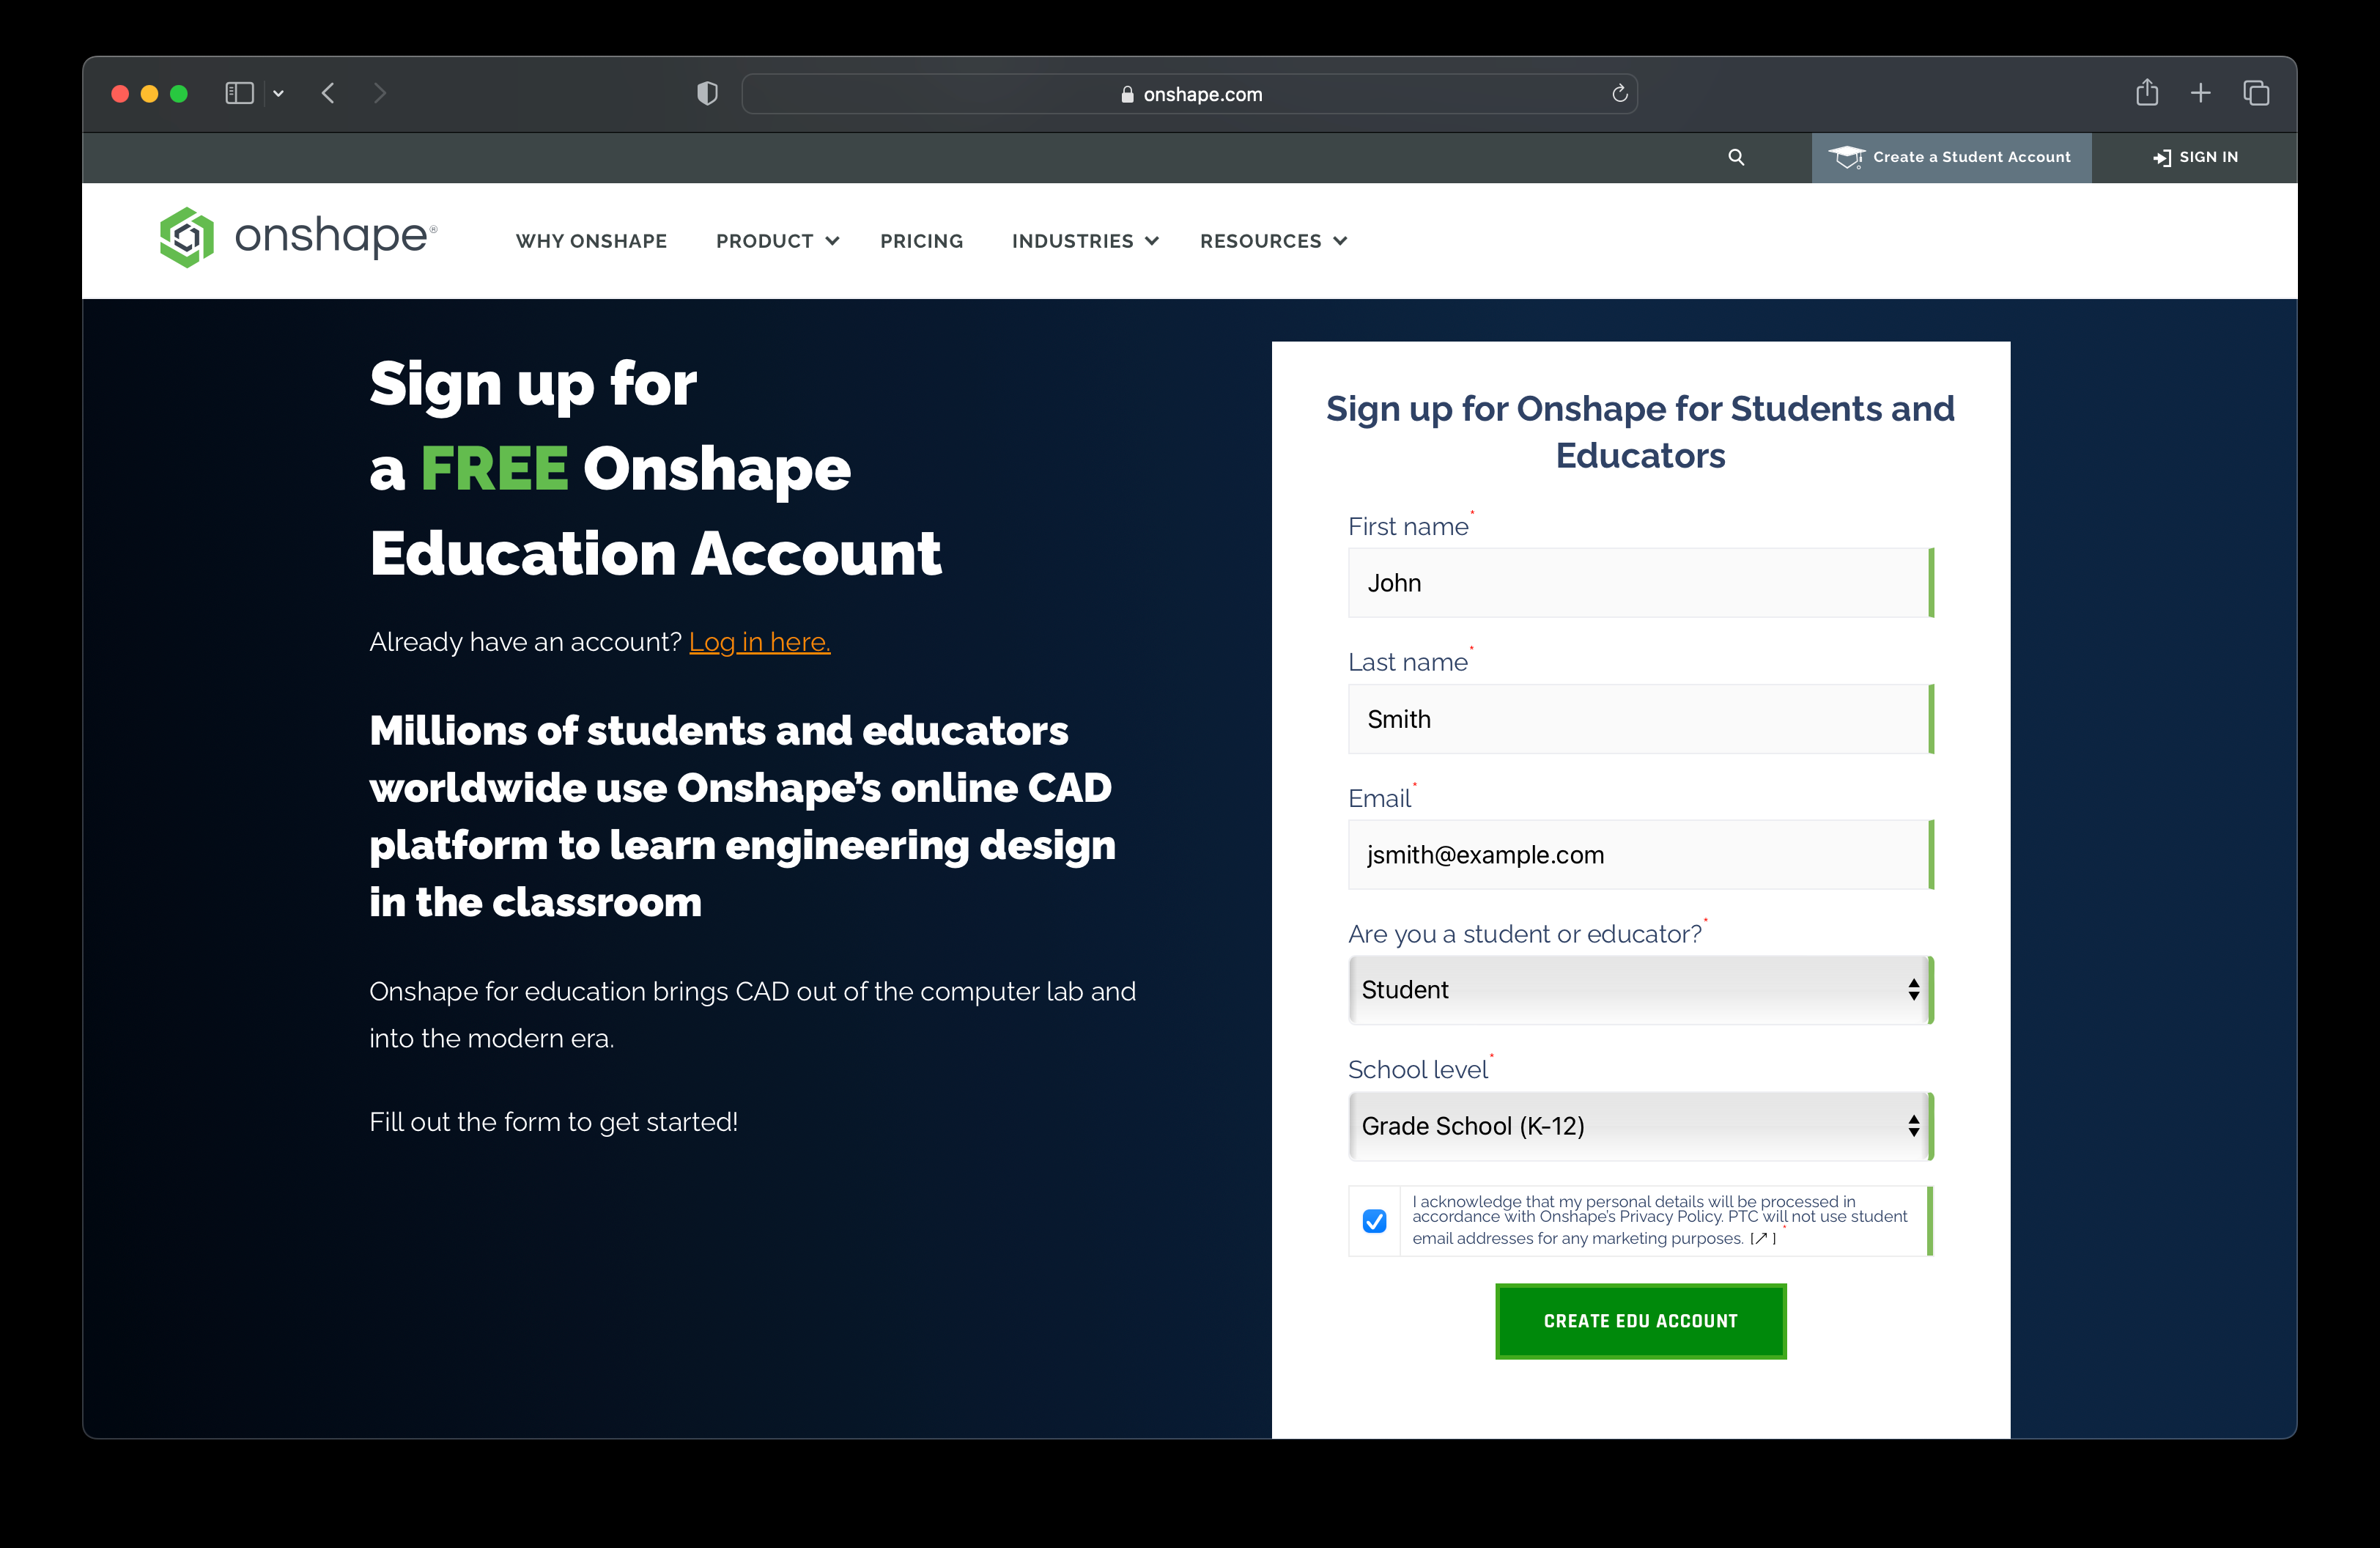 onshape.com
Create a Student Account
SIGN IN
onshape®
WHY ONSHAPE
PRODUCT
PRICING
INDUSTRIES
RESOURCES
Sign up for
a FREE Onshape
Education Account
Already have an account? Log in here.
Millions of students and educators
worldwide use Onshape’s online CAD
platform to learn engineering design
in the classroom
Onshape for education brings CAD out of the computer lab and
into the modern era.
Fill out the form to get started!
Sign up for Onshape for Students and
Educators
First name*
John
Last name*
Smith
Email*
jsmith@example.com
Are you a student or educator?*
Student
School level*
Grade School (K-12)
I acknowledge that my personal details will be processed in
accordance with Onshape's Privacy Policy. PTC will not use student
email addresses for any marketing purposes. [↗] *
CREATE EDU ACCOUNT